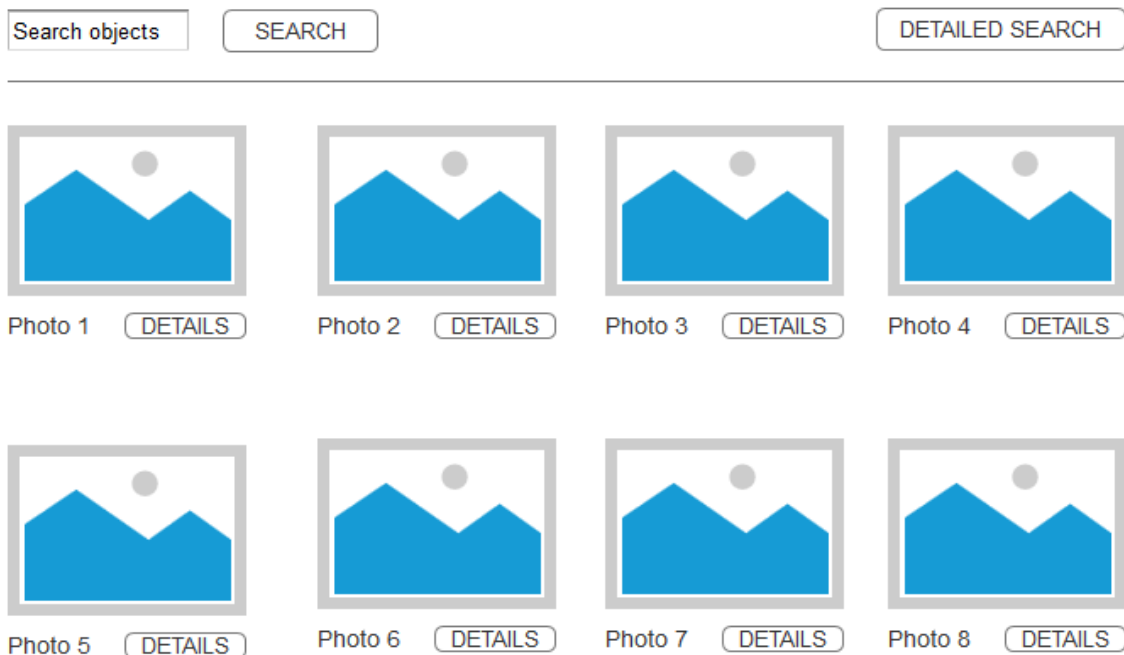 Search objects SEARCH DETAILED SEARCH
Photo 1 DETAILS Photo 2 DETAILS Photo 3 DETAILS Photo 4 DETAILS
Photo 5 DETAILS Photo 6 DETAILS Photo 7 DETAILS Photo 8 DETAILS